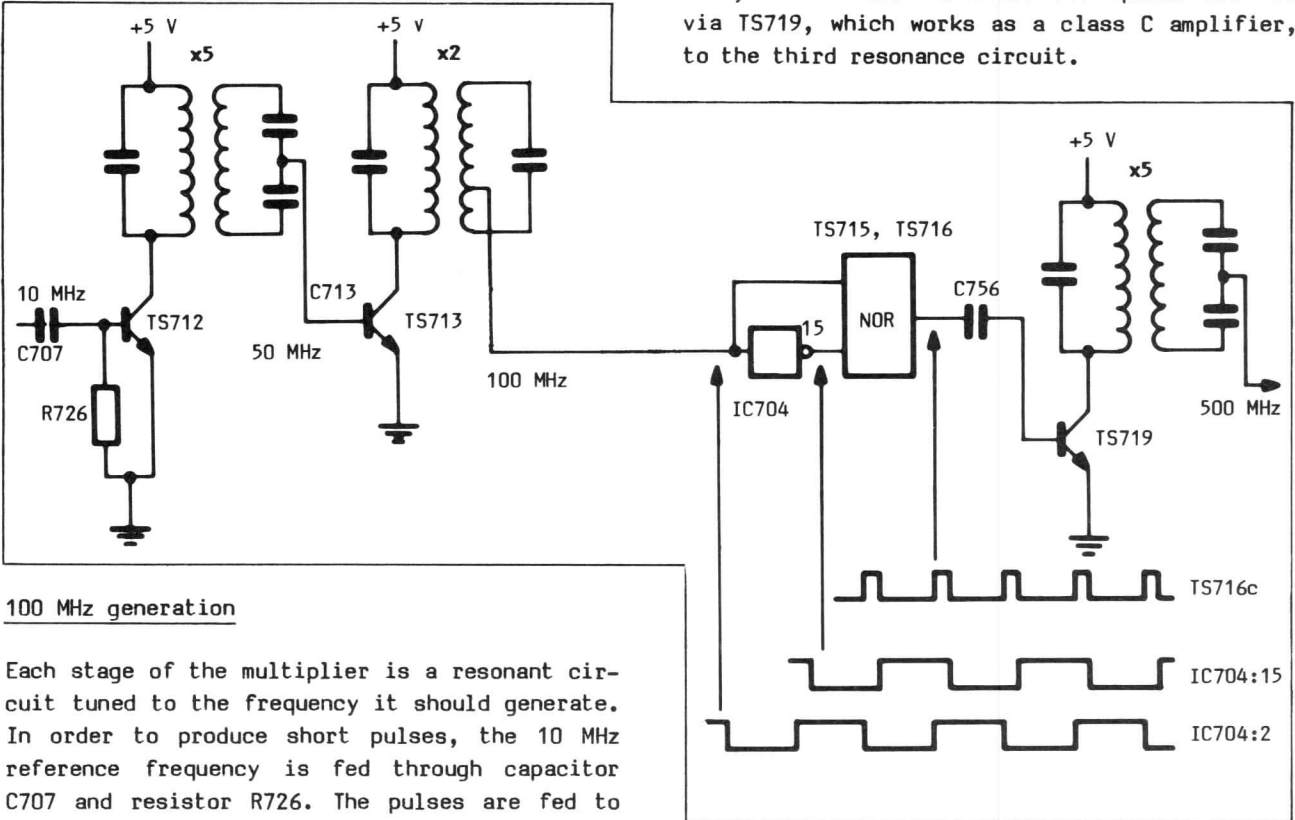 via TS719, which works as a class C amplifier,
to the third resonance circuit.
+5 V
x5
+5 V
x2
+5 V
x5
TS715, TS716
10 MHz
C707
TS712
R726
C713
50 MHz
TS713
100 MHz
15
IC704
NOR
C756
TS719
500 MHz
TS716c
IC704:15
IC704:2
100 MHz generation
Each stage of the multiplier is a resonant cir-
cuit tuned to the frequency it should generate.
In order to produce short pulses, the 10 MHz
reference frequency is fed through capacitor
C707 and resistor R726. The pulses are fed to